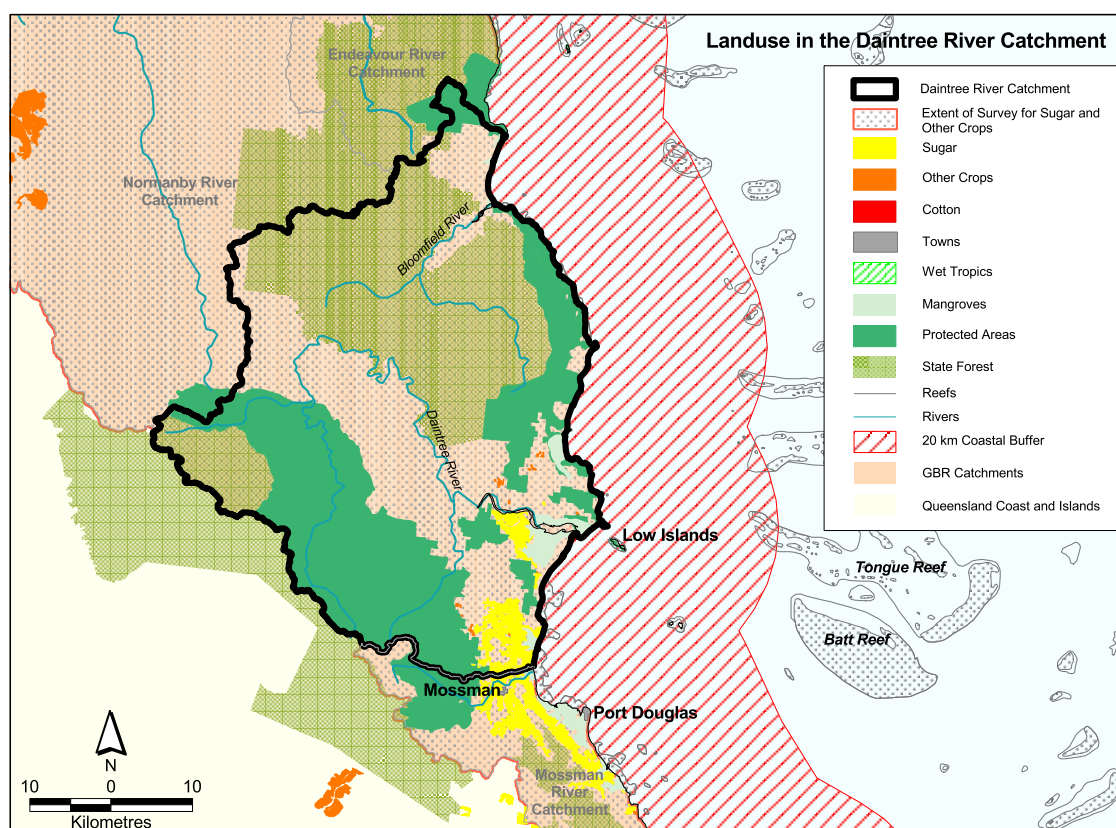 Landuse in the Daintree River Catchment
Daintree River Catchment
Extent of Survey for Sugar and
Other Crops
Sugar
Other Crops
Cotton
Towns
Wet Tropics
Mangroves
Protected Areas
State Forest
Reefs
Rivers
20 km Coastal Buffer
GBR Catchments
Queensland Coast and Islands
Endeavour River
Catchment
Normanby River
Catchment
Bloomfield River
Daintree River
Low Islands
Tongue Reef
Batt Reef
Mossman
Port Douglas
Mossman
River
Catchment
N
10 0 10
Kilometres